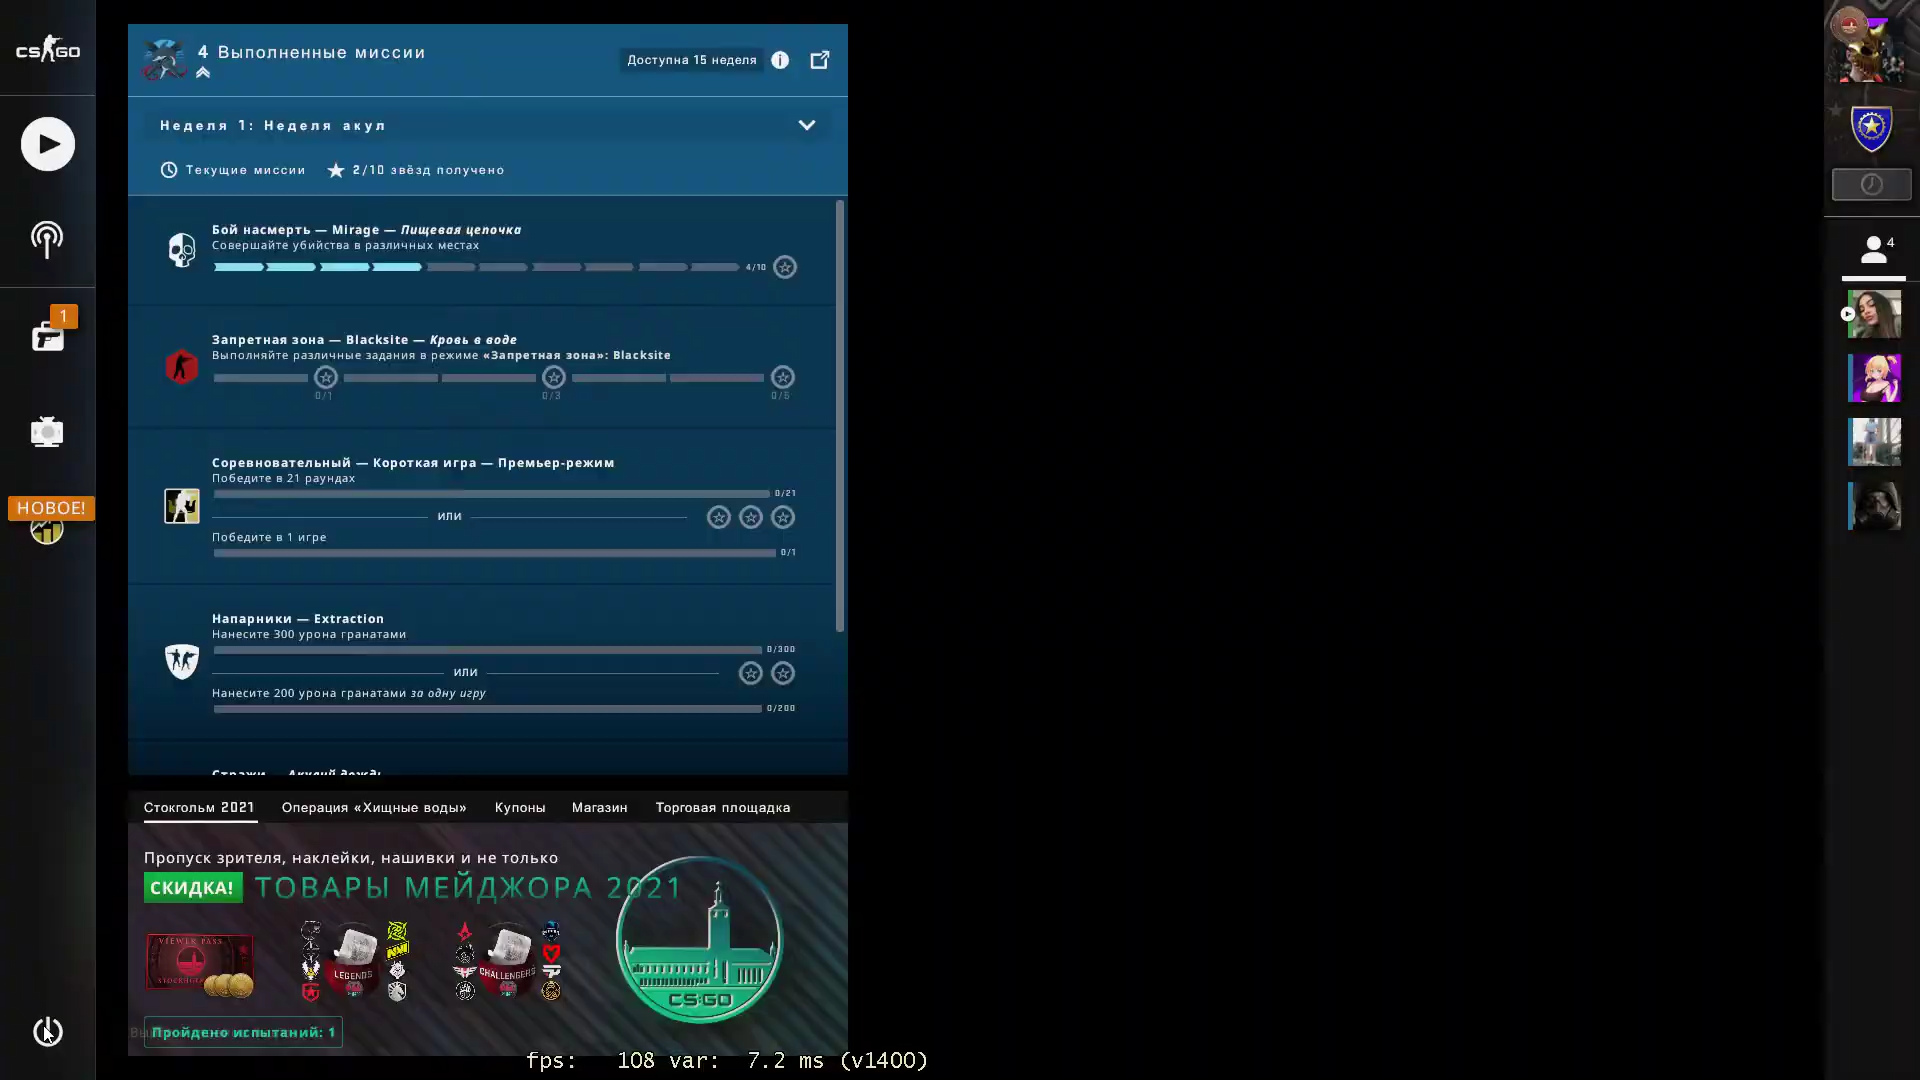 CS GO
4 Выполненные миссии
Доступна 15 неделя
Неделя 1: Неделя акул
Текущие миссии
2/10 звёзд получено
Бой насмерть — Mirage — Пищевая цепочка
Совершайте убийства в различных местах
4/10
1
Запретная зона — Blacksite — Кровь в воде
Выполняйте различные задания в режиме «Запретная зона»: Blacksite
0/1
0/3
0/5
Соревновательный — Короткая игра — Премьер-режим
Победите в 21 раундах
0/21
ИЛИ
Победите в 1 игре
0/1
НОВОЕ!
Напарники — Extraction
Нанесите 300 урона гранатами
0/300
ИЛИ
Нанесите 200 урона гранатами за одну игру
0/200
Стражи — Акулий дождь
4
Стокгольм 2021
Операция «Хищные воды»
Купоны
Магазин
Торговая площадка
Пропуск зрителя, наклейки, нашивки и не только
СКИДКА!
ТОВАРЫ МЕЙДЖОРА 2021
VIEWER PASS
LEGENDS
CHALLENGERS
CS:GO
Пройдено испытаний: 1
fps: 108 var: 7.2 ms (v1400)